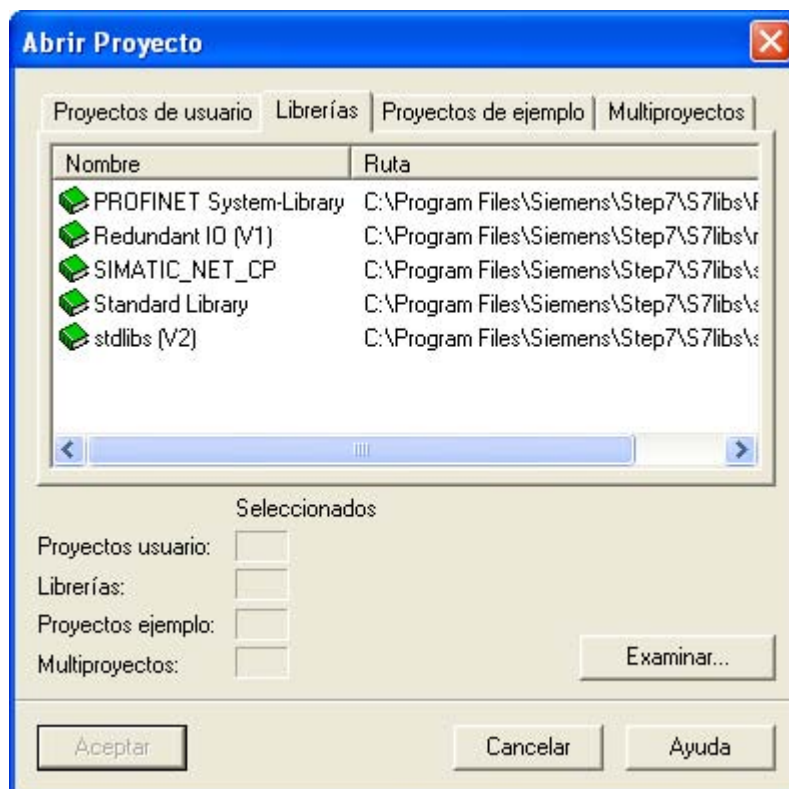 Abrir Proyecto
Proyectos de usuario Librerías Proyectos de ejemplo Multiproyectos
Nombre Ruta
PROFINET System-Library C:\Program Files\Siemens\Step7\S7libs\
Redundant IO (V1) C:\Program Files\Siemens\Step7\S7libs\r
SIMATIC_NET_CP C:\Program Files\Siemens\Step7\S7libs\s
Standard Library C:\Program Files\Siemens\Step7\S7libs\s
stdlibs (V2) C:\Program Files\Siemens\Step7\S7libs\s
Seleccionados
Proyectos usuario:
Librerías:
Proyectos ejemplo:
Multiproyectos:
Examinar...
Aceptar Cancelar Ayuda